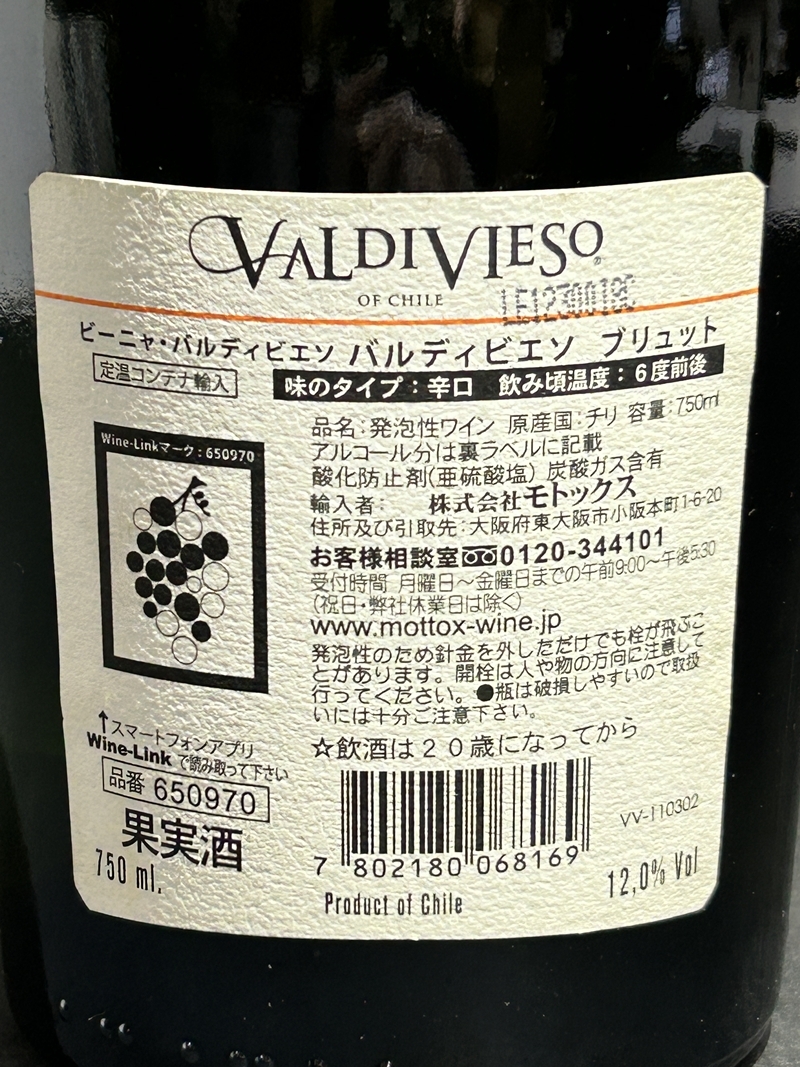 VALDIVIESO
OF CHILE
LE12300190
ビーニャ・バルディビエソ バルディビエソ ブリュット
定温コンテナ輸入
味のタイプ：辛口 飲み頃温度：６度前後
Wine-Linkマーク：650970
品名：発泡性ワイン 原産国：チリ 容量：750ml
アルコール分は裏ラベルに記載
酸化防止剤(亜硫酸塩) 炭酸ガス含有
輸入者： 株式会社モトックス
住所及び引取先：大阪府東大阪市小阪本町1-6-20
お客様相談室 0120-344101
受付時間 月曜日～金曜日までの午前9:00～午後5:30
(祝日・弊社休業日は除く)
www.mottox-wine.jp
発泡性のため針金を外しただけでも栓が飛ぶこ
とがあります。開栓は人や物の方向に注意して
行ってください。●瓶は破損しやすいので取扱
いには十分ご注意下さい。
↑スマートフォンアプリ
Wine-Link で読み取って下さい
☆飲酒は２０歳になってから
品番 650970
果実酒
750 ml.
7 802180 068169
VV-110302
Product of Chile
12,0% Vol